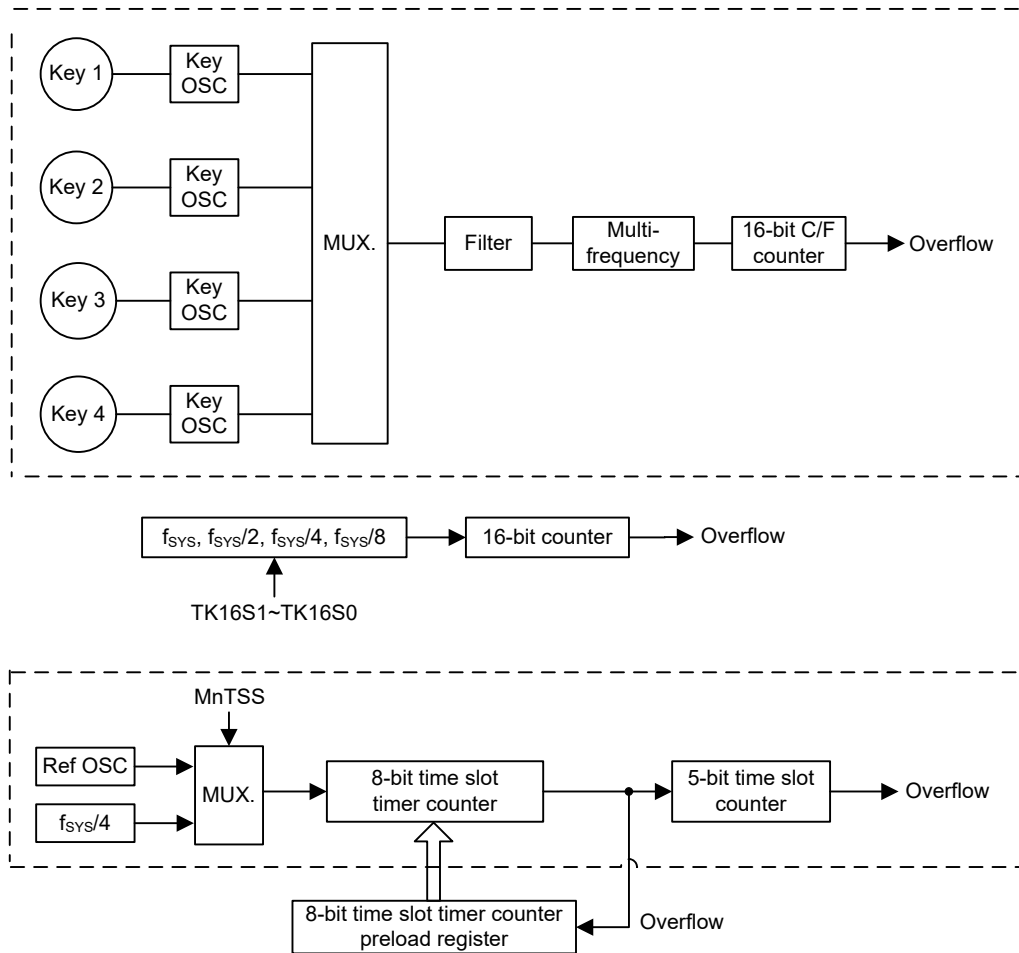 Key 1
Key
OSC
Key 2
Key
OSC
Key 3
Key
OSC
Key 4
Key
OSC
MUX.
Filter
Multi-
frequency
16-bit C/F
counter
Overflow
fSYS, fSYS/2, fSYS/4, fSYS/8
16-bit counter
Overflow
TK16S1~TK16S0
MnTSS
Ref OSC
fSYS/4
MUX.
8-bit time slot
timer counter
5-bit time slot
counter
Overflow
8-bit time slot timer counter
preload register
Overflow